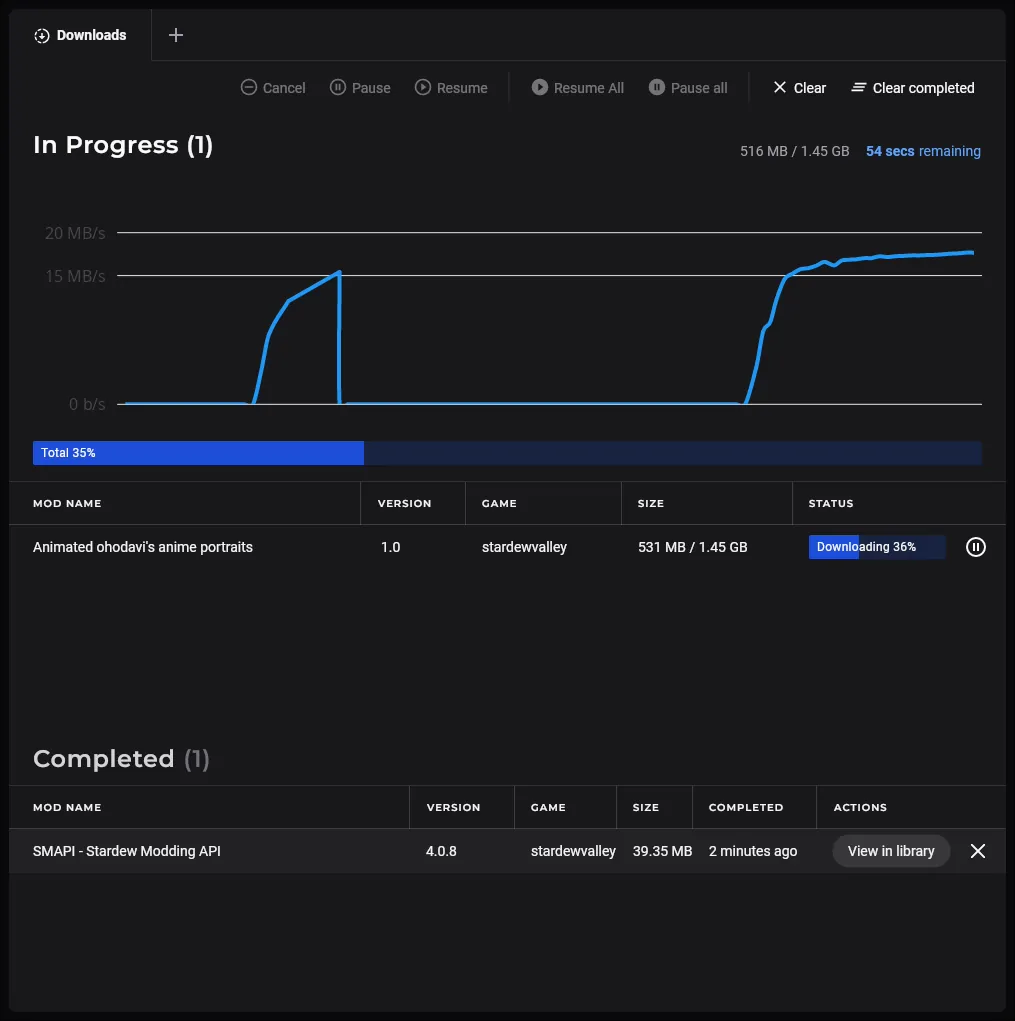 Downloads
Cancel Pause Resume Resume All Pause all Clear Clear completed
In Progress (1)
516 MB / 1.45 GB 54 secs remaining
20 MB/s
15 MB/s
0 b/s
Total 35%
MOD NAME VERSION GAME SIZE STATUS
Animated ohodavi's anime portraits 1.0 stardewvalley 531 MB / 1.45 GB Downloading 36%
Completed (1)
MOD NAME VERSION GAME SIZE COMPLETED ACTIONS
SMAPI - Stardew Modding API 4.0.8 stardewvalley 39.35 MB 2 minutes ago View in library